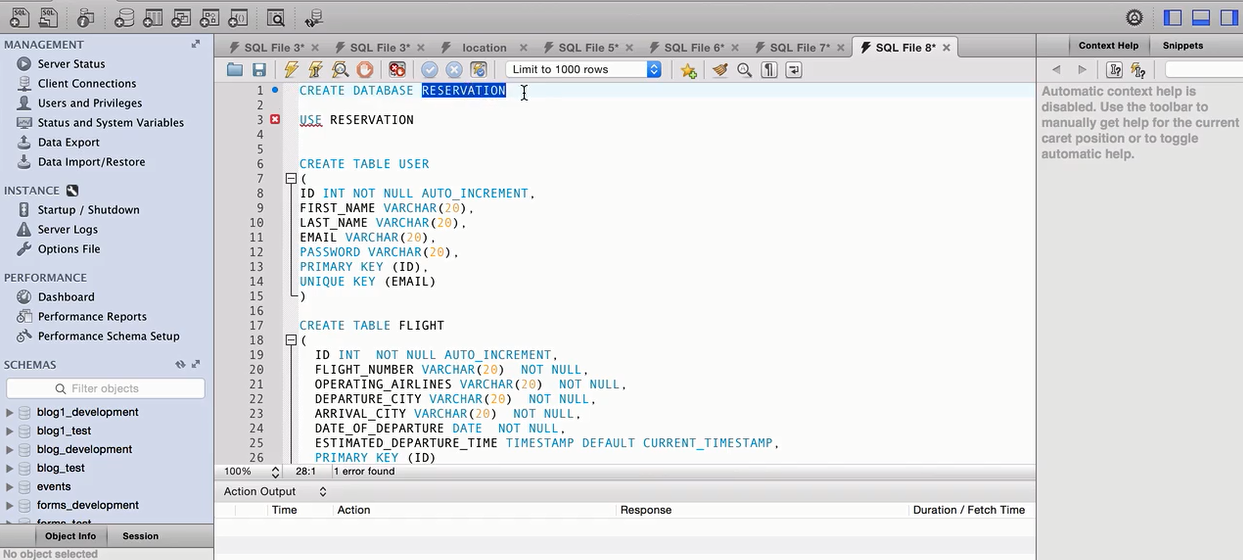 SQL File 3*
SQL File 3*
location
SQL File 5*
SQL File 6*
SQL File 7*
SQL File 8*
Context Help
Snippets
MANAGEMENT
Server Status
Client Connections
Users and Privileges
Status and System Variables
Data Export
Data Import/Restore
INSTANCE
Startup / Shutdown
Server Logs
Options File
PERFORMANCE
Dashboard
Performance Reports
Performance Schema Setup
SCHEMAS
Filter objects
blog1_development
blog1_test
blog_development
blog_test
events
forms_development
forms_test
Object Info
Session
No object selected
Limit to 1000 rows
1 CREATE DATABASE RESERVATION
2
3 USE RESERVATION
4
5
6 CREATE TABLE USER
7 (
8 ID INT NOT NULL AUTO_INCREMENT,
9 FIRST_NAME VARCHAR(20),
10 LAST_NAME VARCHAR(20),
11 EMAIL VARCHAR(20),
12 PASSWORD VARCHAR(20),
13 PRIMARY KEY (ID),
14 UNIQUE KEY (EMAIL)
15 )
16
17 CREATE TABLE FLIGHT
18 (
19 ID INT  NOT NULL AUTO_INCREMENT,
20 FLIGHT_NUMBER VARCHAR(20)  NOT NULL,
21 OPERATING_AIRLINES VARCHAR(20)  NOT NULL,
22 DEPARTURE_CITY VARCHAR(20)  NOT NULL,
23 ARRIVAL_CITY VARCHAR(20)  NOT NULL,
24 DATE_OF_DEPARTURE DATE  NOT NULL,
25 ESTIMATED_DEPARTURE_TIME TIMESTAMP DEFAULT CURRENT_TIMESTAMP,
26 PRIMARY KEY (ID)
100%
28:1
1 error found
Action Output
Time
Action
Response
Duration / Fetch Time
Automatic context help is
disabled. Use the toolbar to
manually get help for the current
caret position or to toggle
automatic help.